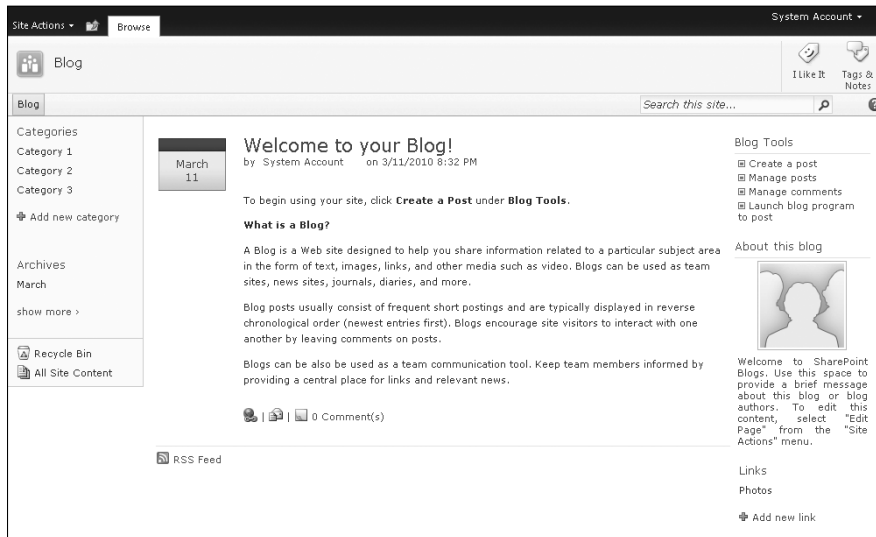 Site Actions
Browse
System Account
Blog
I Like It
Tags &
Notes
Blog
Search this site...
Categories
Category 1
Category 2
Category 3
Add new category
Archives
March
show more ›
Recycle Bin
All Site Content
March
11
Welcome to your Blog!
by System Account on 3/11/2010 8:32 PM
To begin using your site, click Create a Post under Blog Tools.
What is a Blog?
A Blog is a Web site designed to help you share information related to a particular subject area
in the form of text, images, links, and other media such as video. Blogs can be used as team
sites, news sites, journals, diaries, and more.
Blog posts usually consist of frequent short postings and are typically displayed in reverse
chronological order (newest entries first). Blogs encourage site visitors to interact with one
another by leaving comments on posts.
Blogs can be also be used as a team communication tool. Keep team members informed by
providing a central place for links and relevant news.
| | 0 Comment(s)
RSS Feed
Blog Tools
Create a post
Manage posts
Manage comments
Launch blog program
to post
About this blog
Welcome to SharePoint
Blogs. Use this space to
provide a brief message
about this blog or blog
authors. To edit this
content, select "Edit
Page" from the "Site
Actions" menu.
Links
Photos
Add new link